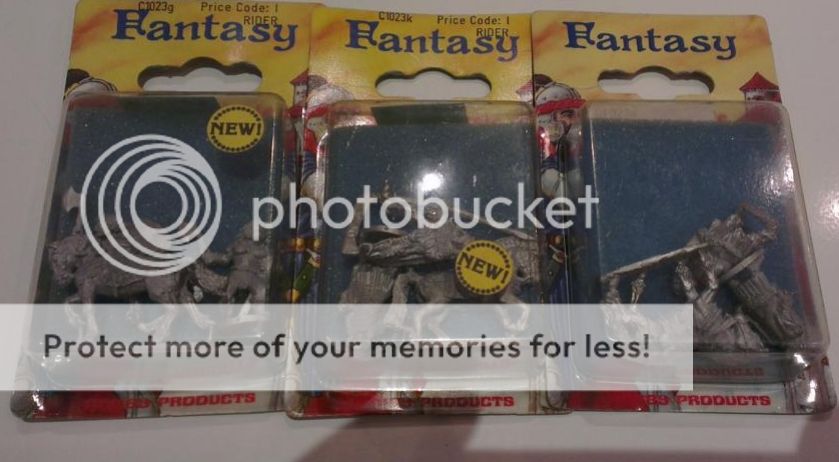 C1023g Price Code: I
RIDER
Fantasy
C1023k Price Code: I
RIDER
Fantasy
Fantasy
NEW!
photobucket
NEW!
Protect more of your memories for less!
PRODUCTS
PRODUCTS
PRODUCTS
PRODUCTS